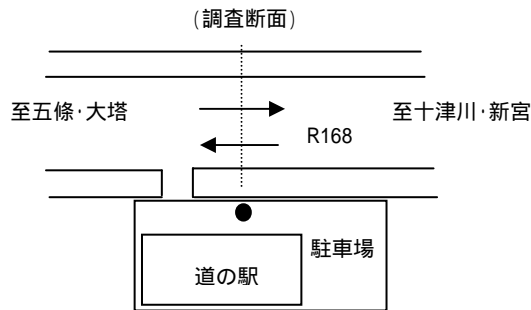 (調査断面)
至五條·大塔
至十津川·新宮
R168
駐車場
道の駅